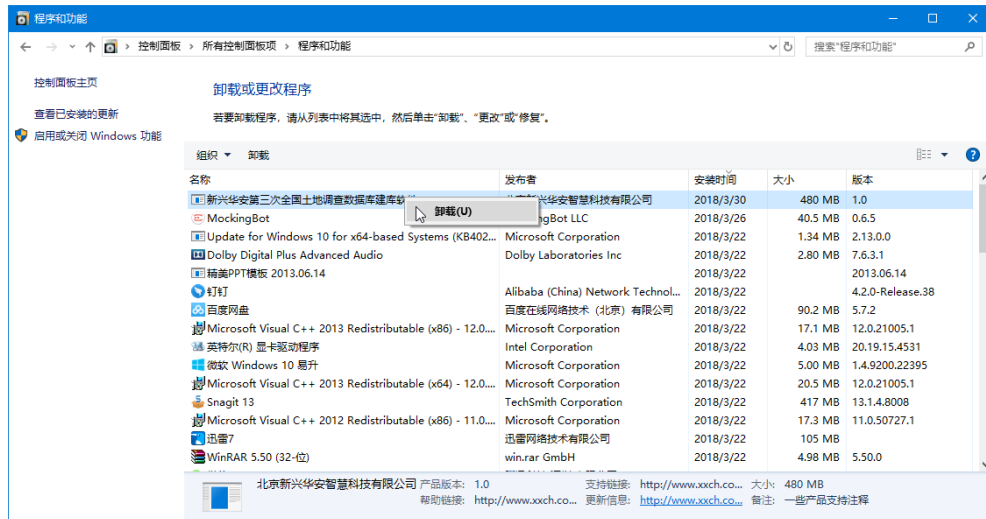 程序和功能
控制面板 › 所有控制面板项 › 程序和功能
搜索"程序和功能"
控制面板主页
查看已安装的更新
启用或关闭 Windows 功能
卸载或更改程序
若要卸载程序，请从列表中将其选中，然后单击"卸载"、"更改"或"修复"。
组织 卸载
名称 发布者 安装时间 大小 版本
新兴华安第三次全国土地调查数据库建库软 兴华安智慧科技有限公司 2018/3/30 480 MB 1.0
卸载(U)
MockingBot ngBot LLC 2018/3/26 40.5 MB 0.6.5
Update for Windows 10 for x64-based Systems (KB402... Microsoft Corporation 2018/3/22 1.34 MB 2.13.0.0
Dolby Digital Plus Advanced Audio Dolby Laboratories Inc 2018/3/22 2.80 MB 7.6.3.1
精美PPT模板 2013.06.14 2018/3/22 2013.06.14
钉钉 Alibaba (China) Network Technol... 2018/3/22 4.2.0-Release.38
百度网盘 百度在线网络技术（北京）有限公司 2018/3/22 90.2 MB 5.7.2
Microsoft Visual C++ 2013 Redistributable (x86) - 12.0.... Microsoft Corporation 2018/3/22 17.1 MB 12.0.21005.1
英特尔(R) 显卡驱动程序 Intel Corporation 2018/3/22 4.03 MB 20.19.15.4531
微软 Windows 10 易升 Microsoft Corporation 2018/3/22 5.00 MB 1.4.9200.22395
Microsoft Visual C++ 2013 Redistributable (x64) - 12.0.... Microsoft Corporation 2018/3/22 20.5 MB 12.0.21005.1
Snagit 13 TechSmith Corporation 2018/3/22 417 MB 13.1.4.8008
Microsoft Visual C++ 2012 Redistributable (x86) - 11.0.... Microsoft Corporation 2018/3/22 17.3 MB 11.0.50727.1
迅雷7 迅雷网络技术有限公司 2018/3/22 105 MB
WinRAR 5.50 (32-位) win.rar GmbH 2018/3/22 4.98 MB 5.50.0
北京新兴华安智慧科技有限公司 产品版本: 1.0 支持链接: http://www.xxch.co... 大小: 480 MB
帮助链接: http://www.xxch.co... 更新信息: http://www.xxch.co... 备注: 一些产品支持注释